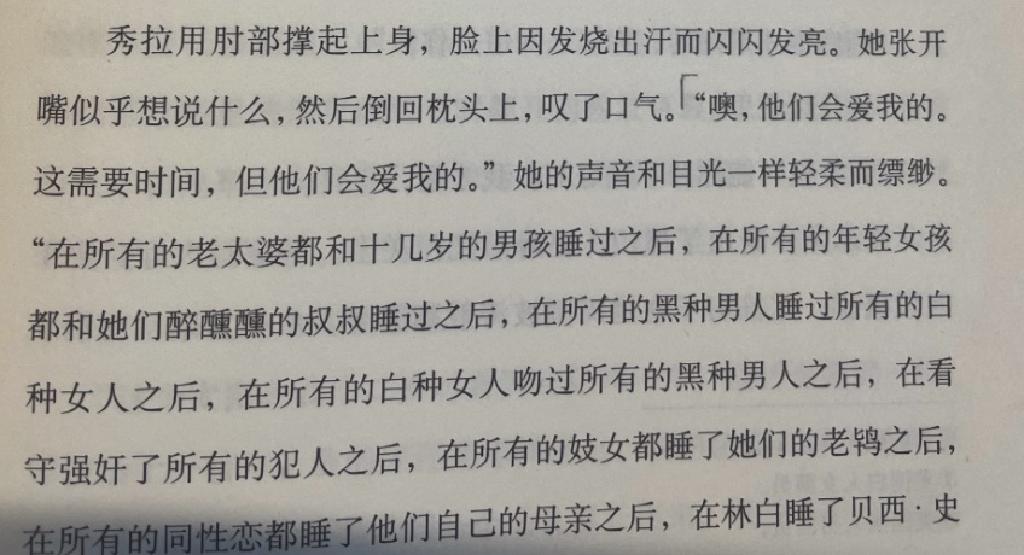 秀拉用肘部撑起上身，脸上因发烧出汗而闪闪发亮。她张开
嘴似乎想说什么，然后倒回枕头上，叹了口气。“噢，他们会爱我的。
这需要时间，但他们会爱我的。”她的声音和目光一样轻柔而缥缈。
“在所有的老太婆都和十几岁的男孩睡过之后，在所有的年轻女孩
都和她们醉醺醺的叔叔睡过之后，在所有的黑种男人睡过所有的白
种女人之后，在所有的白种女人吻过所有的黑种男人之后，在看
守强奸了所有的犯人之后，在所有的妓女都睡了她们的老鸨之后，
在所有的同性恋都睡了他们自己的母亲之后，在林白睡了贝西·史